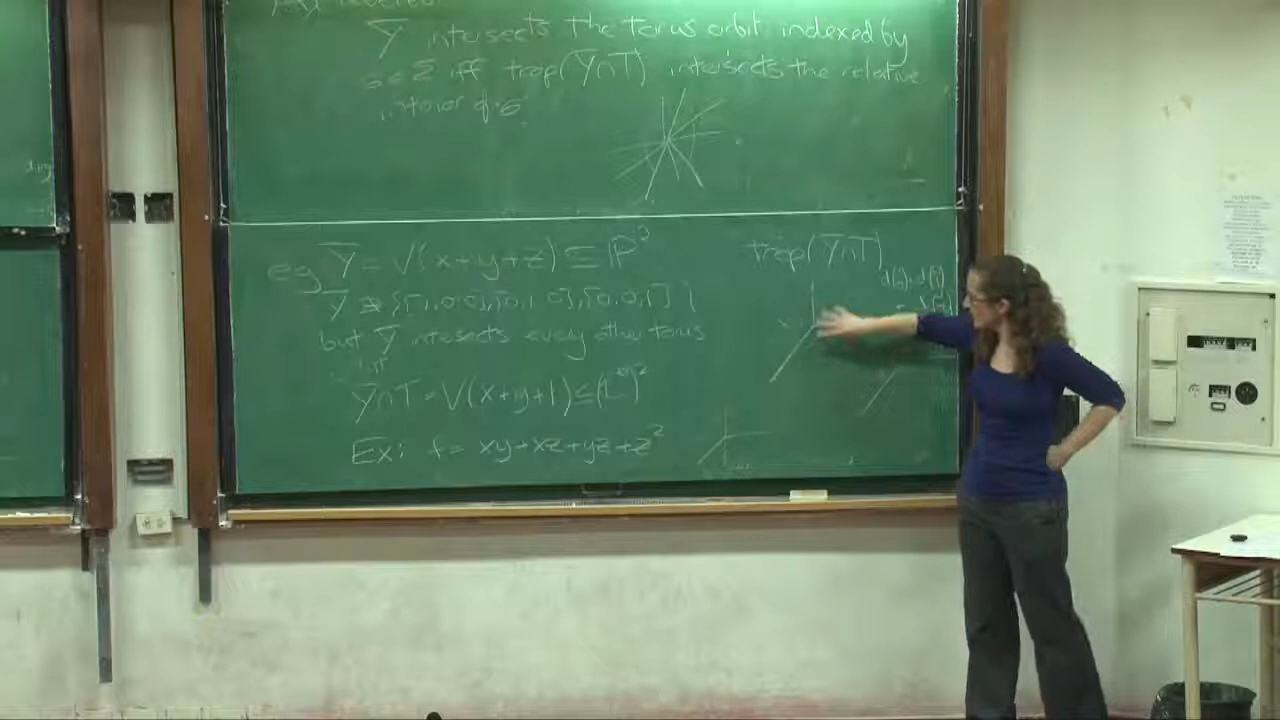 Ȳ intersects the torus orbit indexed by
σ ∈ Σ iff trop(Ȳ∩T) intersects the relative
interior of σ.
eg Ȳ = V(x+y+z) ⊆ P²
Ȳ ∌ {[1,0,0],[0,1,0],[0,0,1]}
but Ȳ intersects every other torus
Ȳ∩T = V(x+y+1) ⊆
Ex: f = xy+xz+yz+z²
trop(Ȳ∩T)